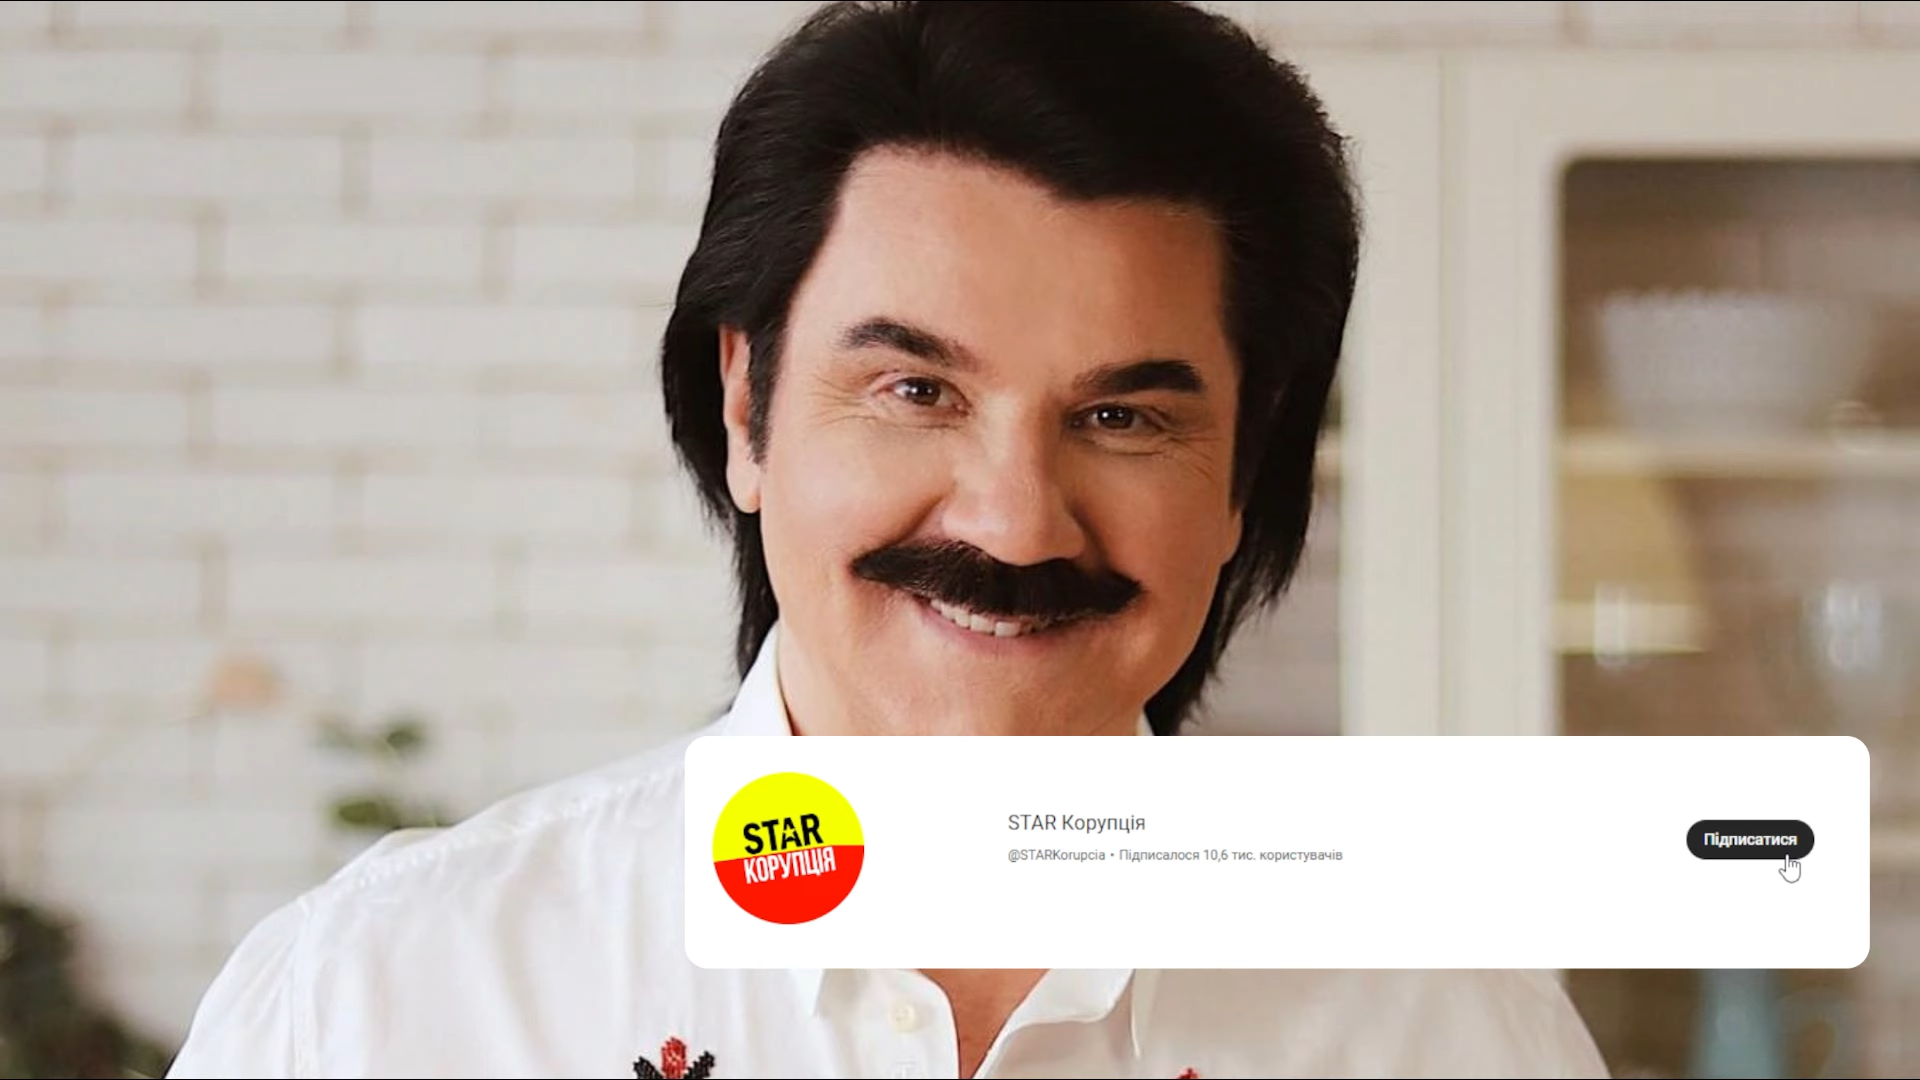 STAR
КОРУПЦІЯ
STAR Корупція
@STARKorupcia • Підписалося 10,6 тис. користувачів
Підписатися